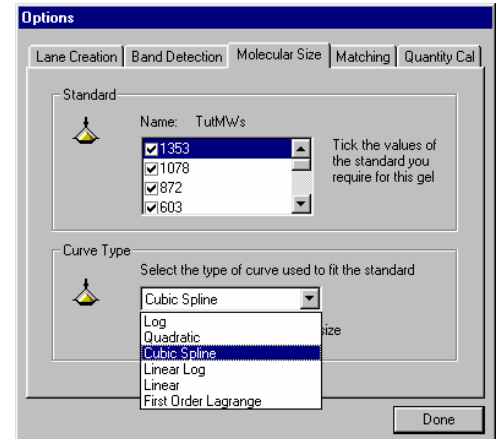 Options
Lane Creation Band Detection Molecular Size Matching Quantity Cal
Standard
Name: TutMWs
1353
1078
872
603
Tick the values of
the standard you
require for this gel
Curve Type
Select the type of curve used to fit the standard
Cubic Spline
Log
Quadratic
Cubic Spline
Linear Log
Linear
First Order Lagrange
size
Done